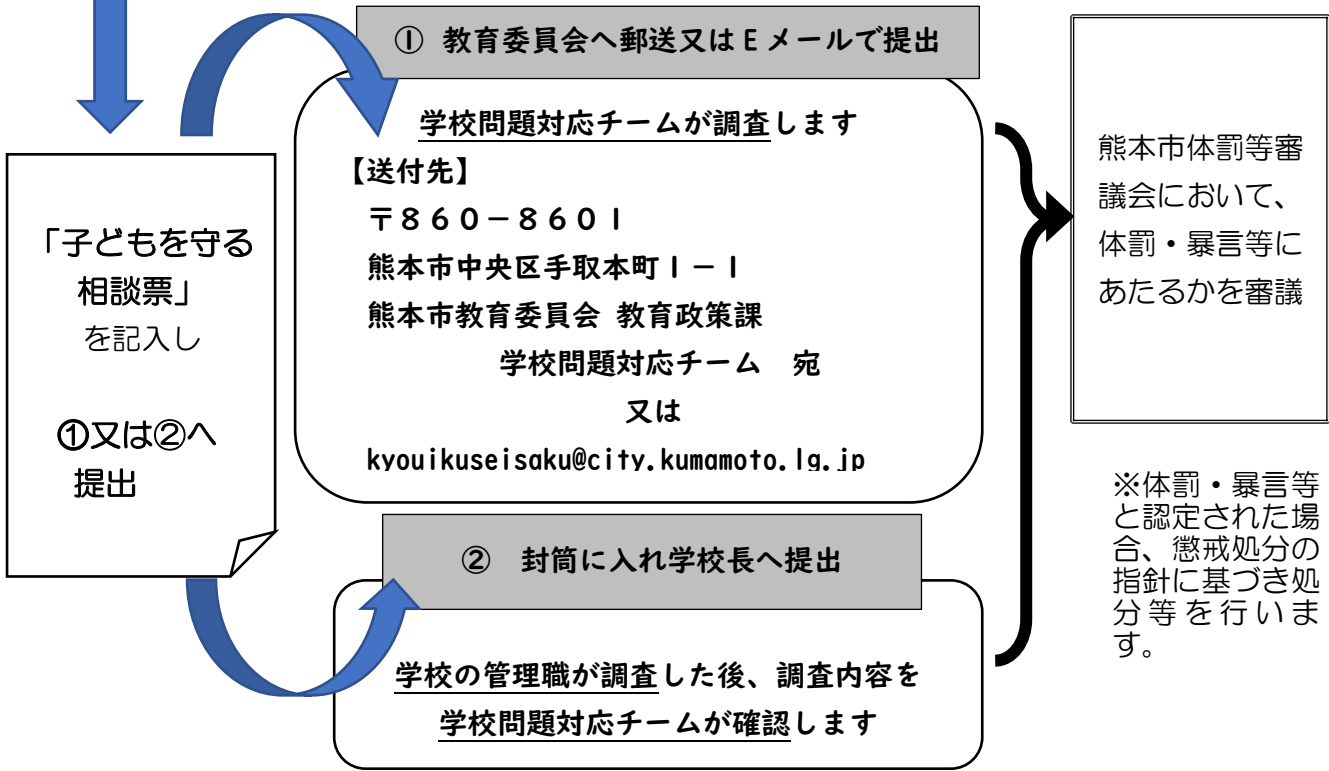 「子どもを守る
相談票」
を記入し
①又は②へ
提出
① 教育委員会へ郵送又はEメールで提出
学校問題対応チームが調査します
【送付先】
〒860－8601
熊本市中央区手取本町1－1
熊本市教育委員会 教育政策課
学校問題対応チーム　宛
又は
kyouikuseisaku@city.kumamoto.lg.jp
②　封筒に入れ学校長へ提出
学校の管理職が調査した後、調査内容を
学校問題対応チームが確認します
熊本市体罰等審
議会において、
体罰・暴言等に
あたるかを審議
※体罰・暴言等
と認定された場
合、懲戒処分の
指針に基づき処
分等を行いま
す。